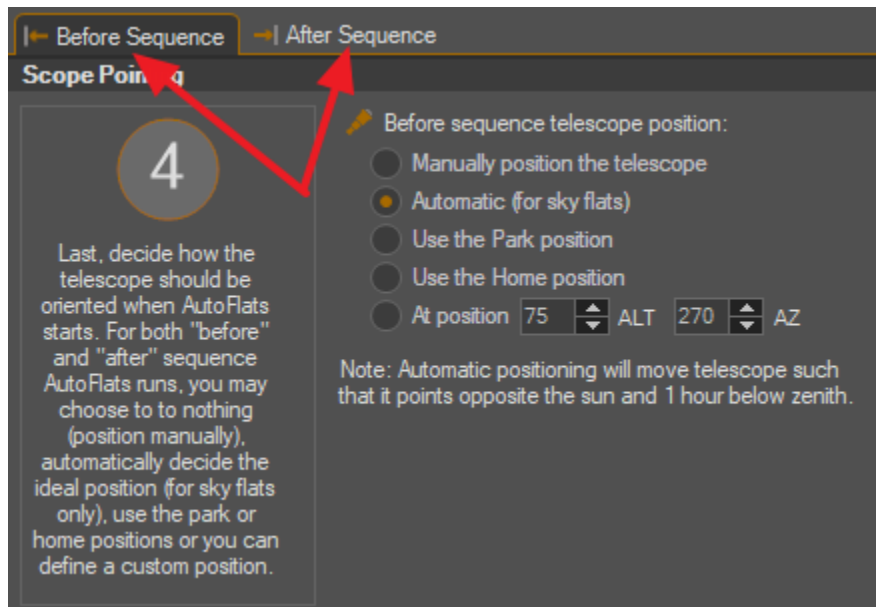 Before Sequence
After Sequence
Scope Pointing
4
Last, decide how the
telescope should be
oriented when AutoFlats
starts. For both "before"
and "after" sequence
AutoFlats runs, you may
choose to to nothing
(position manually),
automatically decide the
ideal position (for sky flats
only), use the park or
home positions or you can
define a custom position.
Before sequence telescope position:
Manually position the telescope
Automatic (for sky flats)
Use the Park position
Use the Home position
At position 75 ALT 270 AZ
Note: Automatic positioning will move telescope such
that it points opposite the sun and 1 hour below zenith.